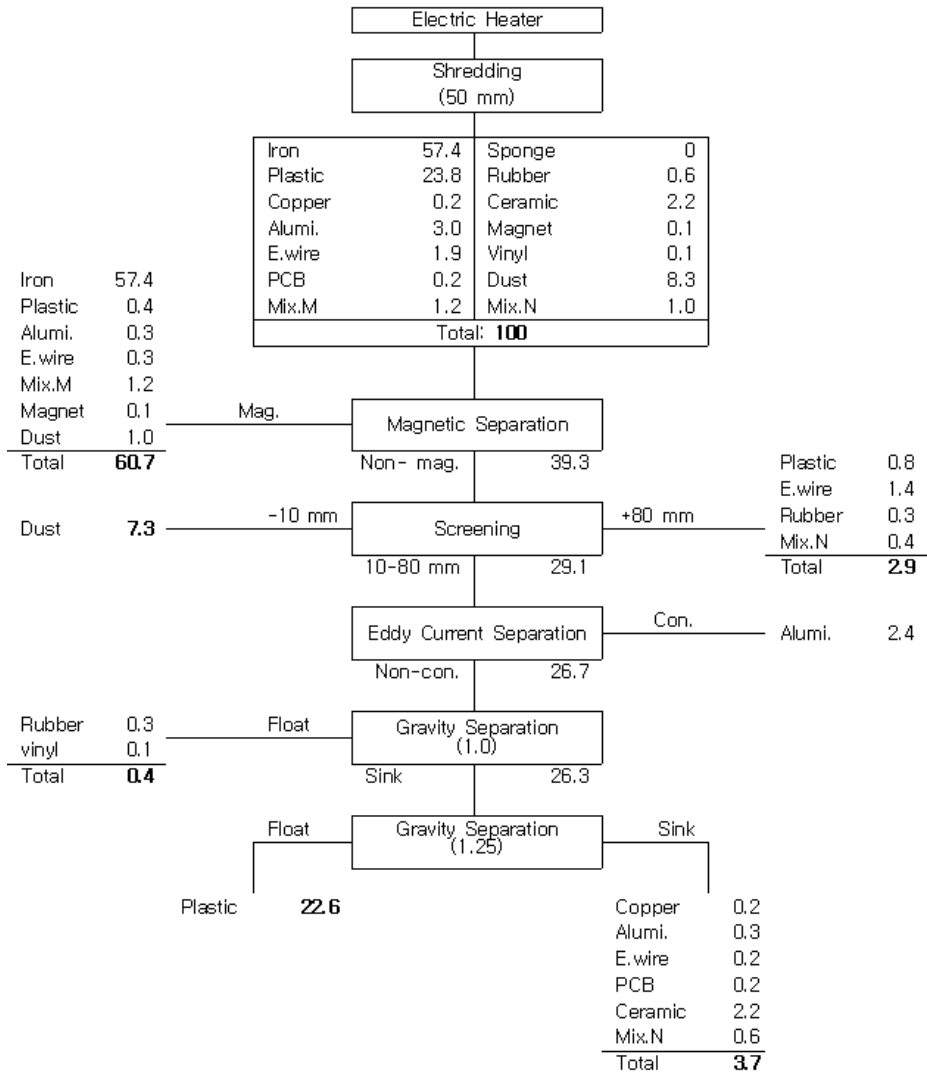 Electric Heater
Shredding
(50 mm)
Iron 57.4 Sponge 0
Plastic 23.8 Rubber 0.6
Copper 0.2 Ceramic 2.2
Alumi. 3.0 Magnet 0.1
E.wire 1.9 Vinyl 0.1
PCB 0.2 Dust 8.3
Mix.M 1.2 Mix.N 1.0
Total: 100
Iron 57.4
Plastic 0.4
Alumi. 0.3
E.wire 0.3
Mix.M 1.2
Magnet 0.1
Dust 1.0
Total 60.7
Mag.
Magnetic Separation
Non- mag. 39.3
Dust 7.3
-10 mm
Screening
+80 mm
Plastic 0.8
E.wire 1.4
Rubber 0.3
Mix.N 0.4
Total 2.9
10-80 mm 29.1
Eddy Current Separation
Con.
Alumi. 2.4
Non-con. 26.7
Rubber 0.3
vinyl 0.1
Total 0.4
Float
Gravity Separation
(1.0)
Sink 26.3
Float
Gravity Separation
(1.25)
Sink
Plastic 22.6
Copper 0.2
Alumi. 0.3
E.wire 0.2
PCB 0.2
Ceramic 2.2
Mix.N 0.6
Total 3.7